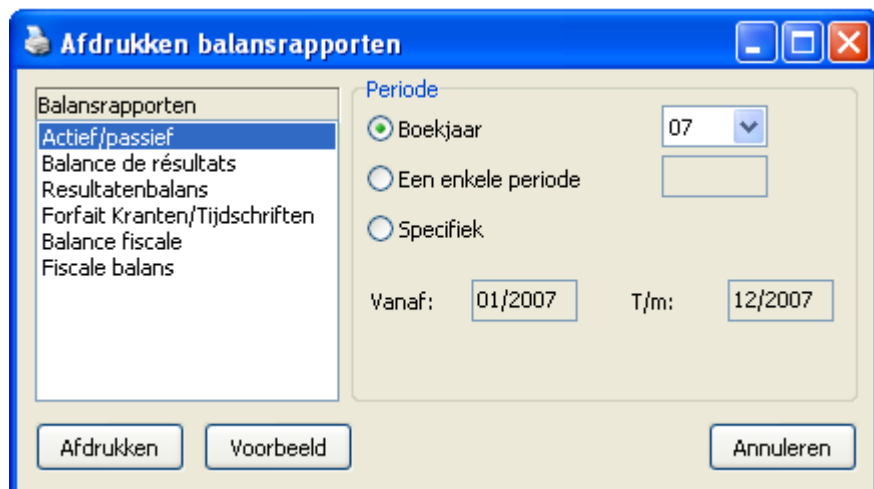 Afdrukken balansrapporten
Balansrapporten
Actief/passief
Balance de résultats
Resultatenbalans
Forfait Kranten/Tijdschriften
Balance fiscale
Fiscale balans
Periode
Boekjaar 07
Een enkele periode
Specifiek
Vanaf: 01/2007 T/m: 12/2007
Afdrukken Voorbeeld Annuleren